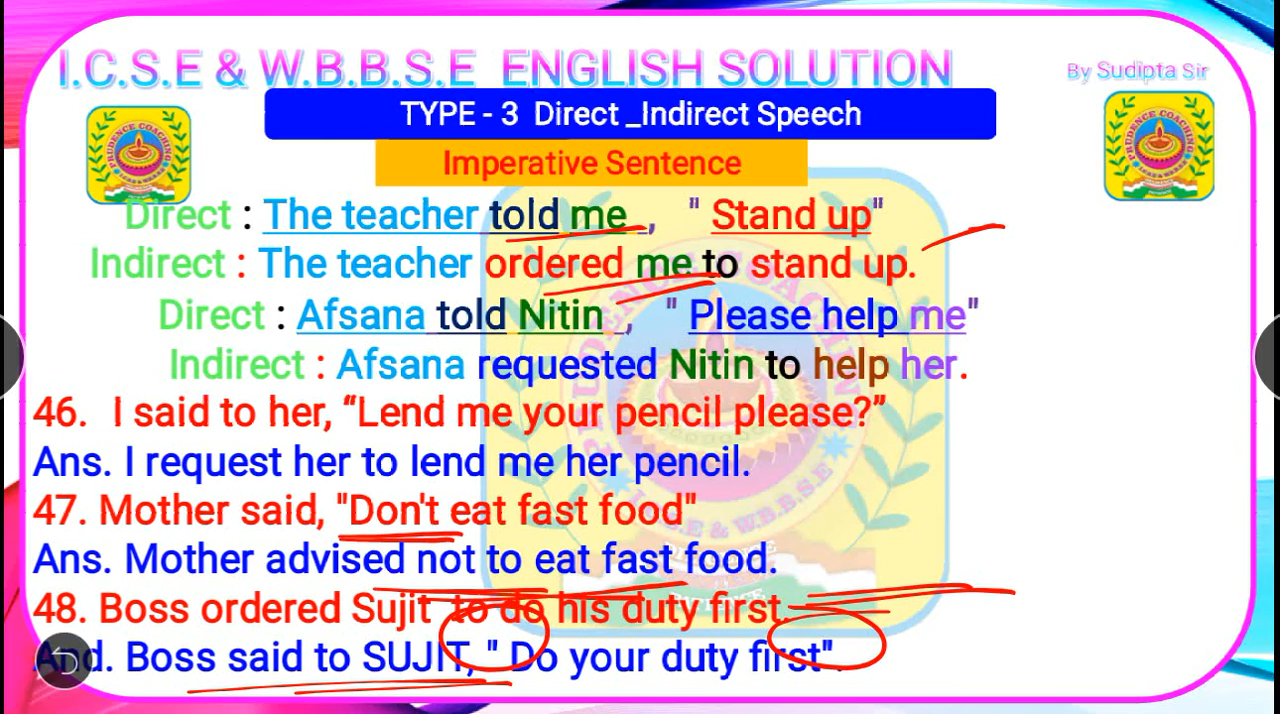 I.C.S.E & W.B.B.S.E ENGLISH SOLUTION
By Sudipta Sir
TYPE - 3 Direct _Indirect Speech
Imperative Sentence
Direct : The teacher told me , " Stand up"
Indirect : The teacher ordered me to stand up.
Direct : Afsana told Nitin , " Please help me"
Indirect : Afsana requested Nitin to help her.
46. I said to her, “Lend me your pencil please?”
Ans. I request her to lend me her pencil.
47. Mother said, "Don't eat fast food"
Ans. Mother advised not to eat fast food.
48. Boss ordered Sujit to do his duty first.
And. Boss said to SUJIT, " Do your duty first".
PRUDENCE COACHING
I.C.S.E & W.B.B.S.E